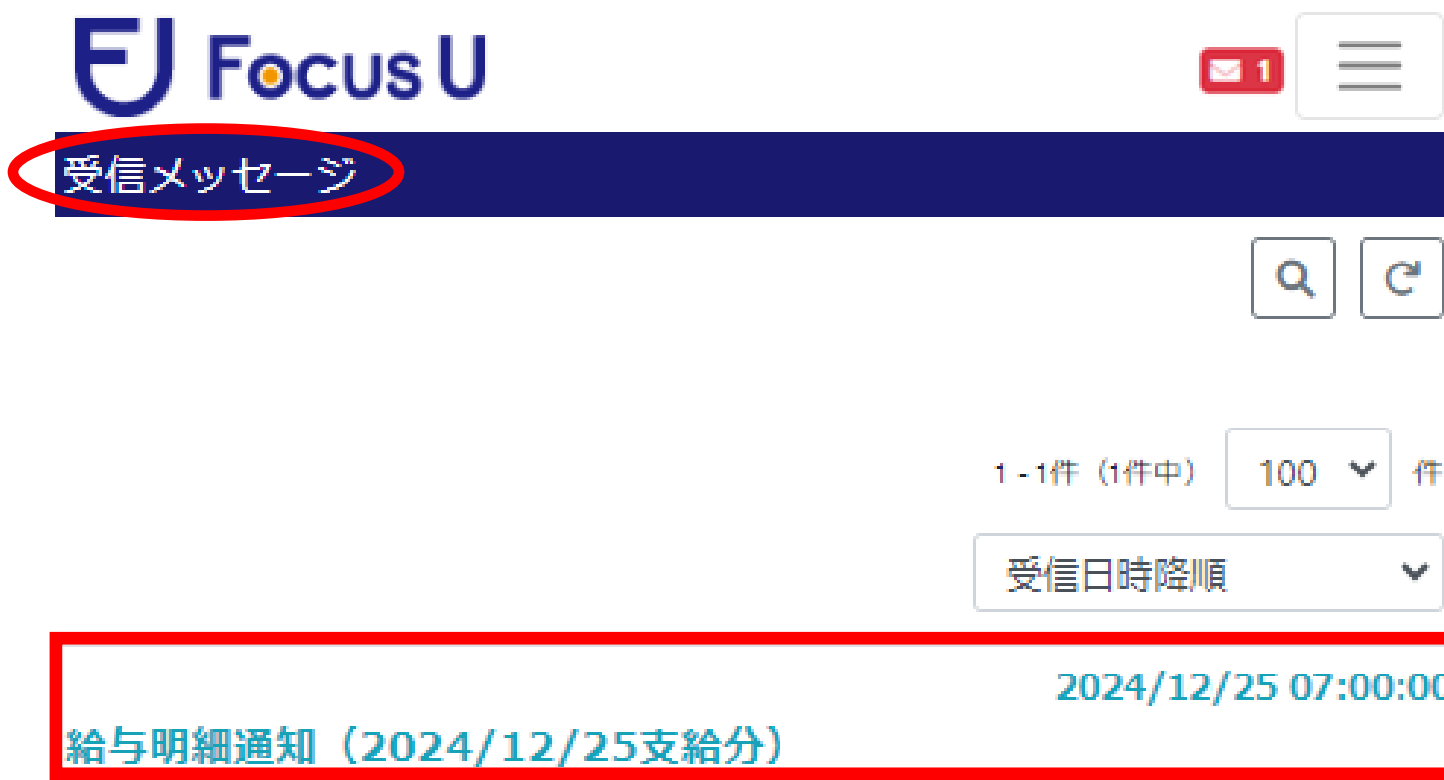 Focus U
1
受信メッセージ
1 - 1件（1件中） 100 件
受信日時降順
2024/12/25 07:00:00
給与明細通知（2024/12/25支給分）